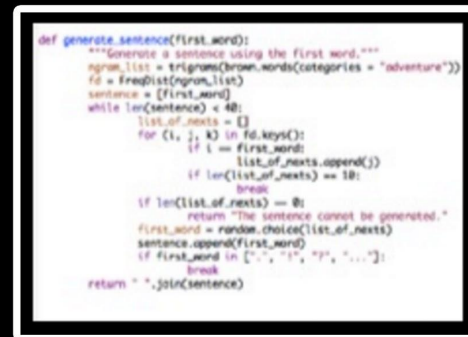 def generate_sentence(first_word):
"""Generate a sentence using the first word."""
ngram_list = trigrams(brown.words(categories = "adventure"))
fd = FreqDist(ngram_list)
sentence = [first_word]
while len(sentence) < 40:
list_of_nexts = []
for (i, j, k) in fd.keys():
if i == first_word:
list_of_nexts.append(j)
if len(list_of_nexts) == 10:
break
if len(list_of_nexts) == 0:
return "The sentence cannot be generated."
first_word = random.choice(list_of_nexts)
sentence.append(first_word)
if first_word in [".", "!", "?", "..."]:
break
return " ".join(sentence)